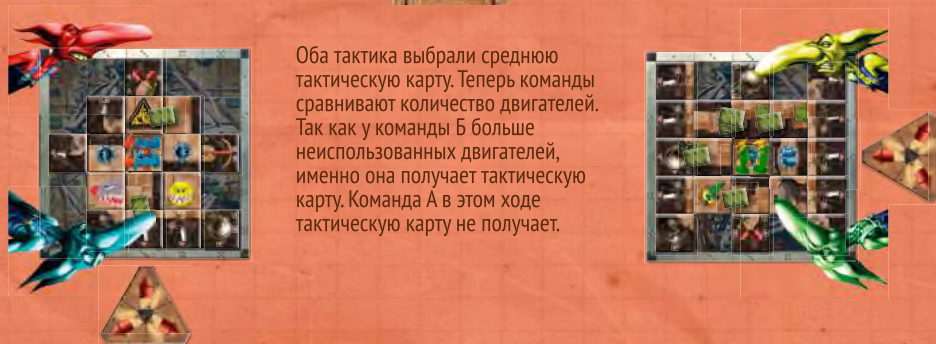 Оба тактика выбрали среднюю
тактическую карту. Теперь команды
сравнивают количество двигателей.
Так как у команды Б больше
неиспользованных двигателей,
именно она получает тактическую
карту. Команда А в этом ходе
тактическую карту не получает.